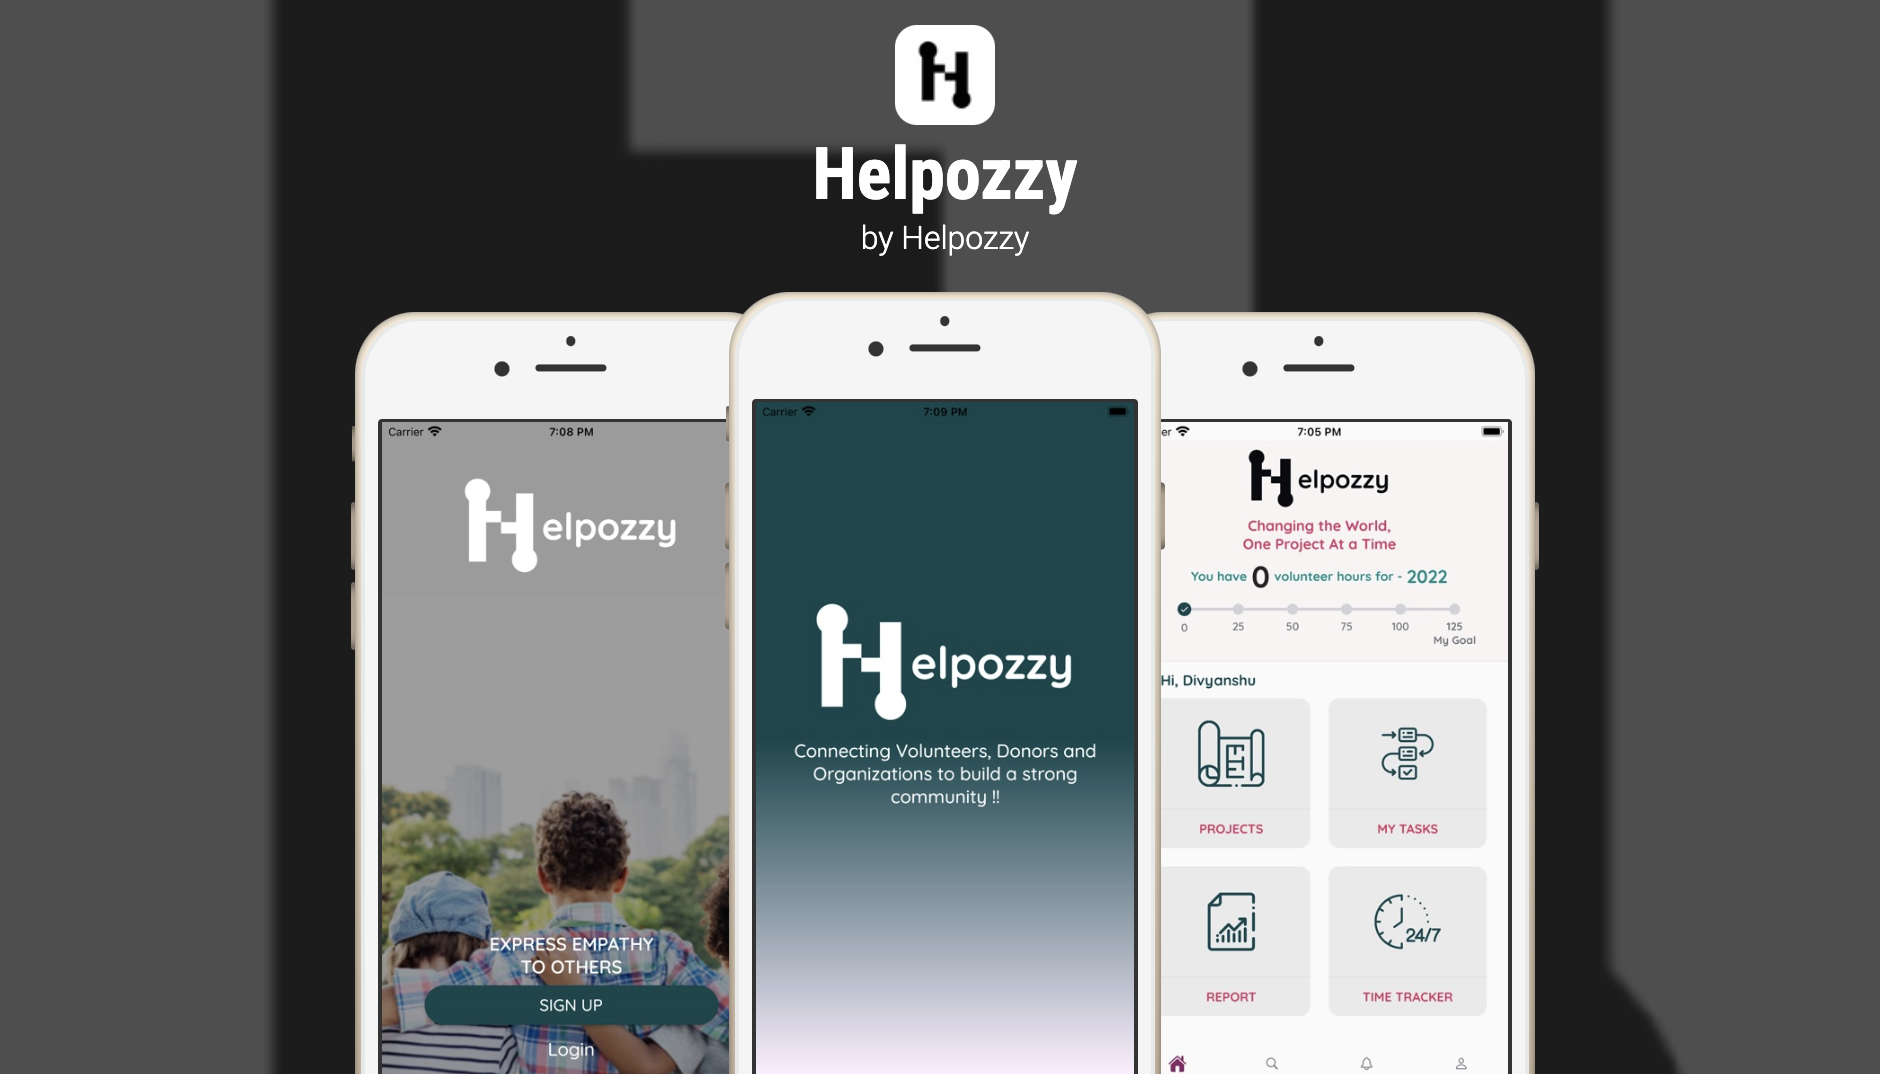 H
Helpozzy
by Helpozzy
Carrier
7:08 PM
Helpozzy
EXPRESS EMPATHY
TO OTHERS
SIGN UP
Login
Carrier
7:09 PM
Helpozzy
Connecting Volunteers, Donors and
Organizations to build a strong
community !!
er
7:05 PM
Helpozzy
Changing the World,
One Project At a Time
You have 0 volunteer hours for - 2022
0 25 50 75 100 125
My Goal
Hi, Divyanshu
PROJECTS
MY TASKS
24/7
REPORT
TIME TRACKER